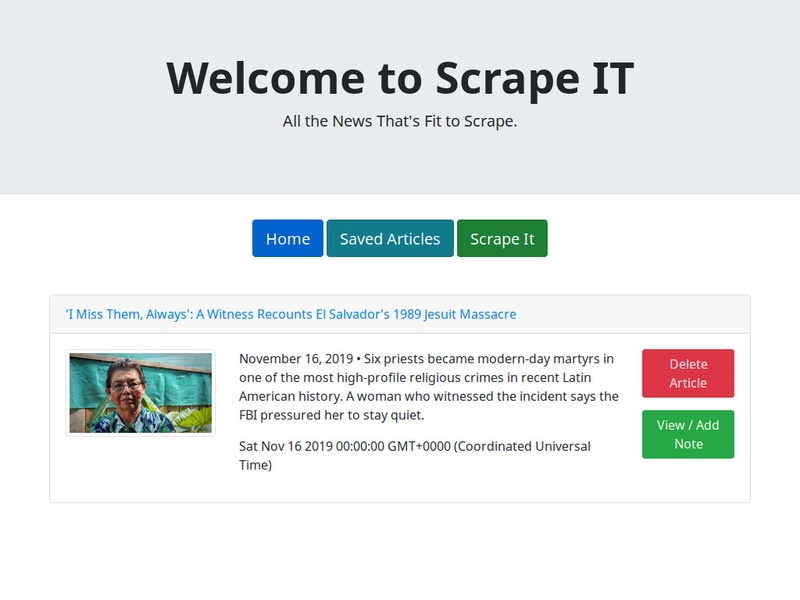 Welcome to Scrape IT
All the News That's Fit to Scrape.
Home
Saved Articles
Scrape It
'I Miss Them, Always': A Witness Recounts El Salvador's 1989 Jesuit Massacre
November 16, 2019 • Six priests became modern-day martyrs in
one of the most high-profile religious crimes in recent Latin
American history. A woman who witnessed the incident says the
FBI pressured her to stay quiet.
Sat Nov 16 2019 00:00:00 GMT+0000 (Coordinated Universal
Time)
Delete
Article
View / Add
Note